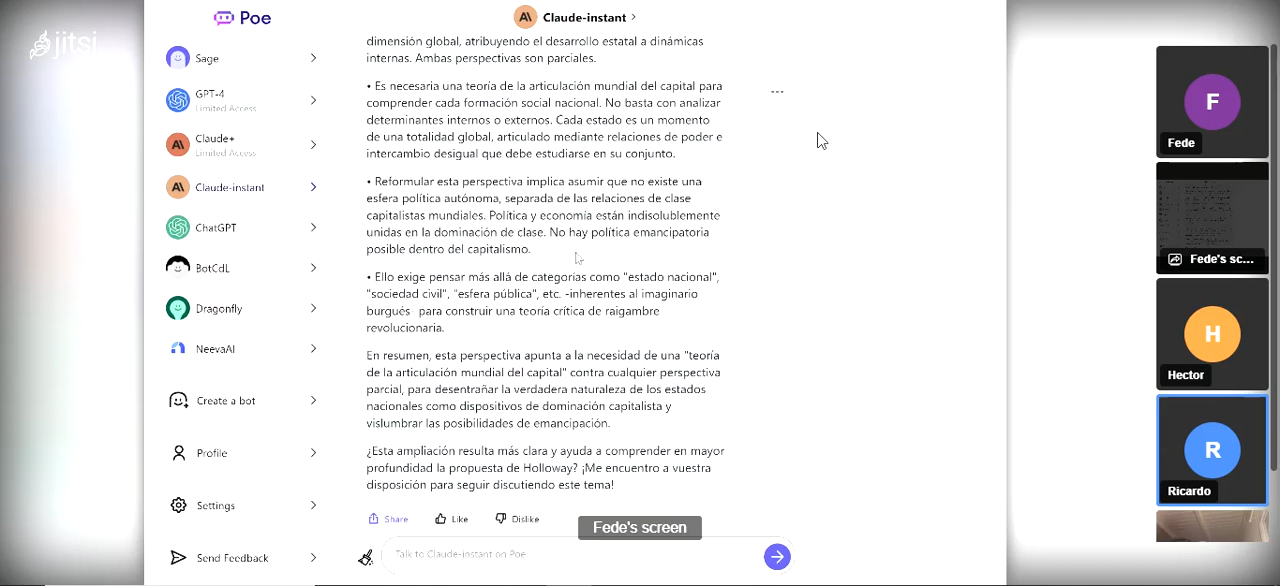 jitsi
Poe
Sage
GPT-4
Limited Access
Claude+
Limited Access
Claude-instant
ChatGPT
BotCdL
Dragonfly
NeevaAI
Create a bot
Profile
Settings
Send Feedback
Claude-instant
dimensión global, atribuyendo el desarrollo estatal a dinámicas
internas. Ambas perspectivas son parciales.
• Es necesaria una teoría de la articulación mundial del capital para
comprender cada formación social nacional. No basta con analizar
determinantes internos o externos. Cada estado es un momento
de una totalidad global, articulado mediante relaciones de poder e
intercambio desigual que debe estudiarse en su conjunto.
• Reformular esta perspectiva implica asumir que no existe una
esfera política autónoma, separada de las relaciones de clase
capitalistas mundiales. Política y economía están indisolublemente
unidas en la dominación de clase. No hay política emancipatoria
posible dentro del capitalismo.
• Ello exige pensar más allá de categorías como "estado nacional",
"sociedad civil", "esfera pública", etc. -inherentes al imaginario
burgués- para construir una teoría crítica de raigambre
revolucionaria.
En resumen, esta perspectiva apunta a la necesidad de una "teoría
de la articulación mundial del capital" contra cualquier perspectiva
parcial, para desentrañar la verdadera naturaleza de los estados
nacionales como dispositivos de dominación capitalista y
vislumbrar las posibilidades de emancipación.
¿Esta ampliación resulta más clara y ayuda a comprender en mayor
profundidad la propuesta de Holloway? ¡Me encuentro a vuestra
disposición para seguir discutiendo este tema!
Share Like Dislike
Fede's screen
Talk to Claude-instant on Poe
F
Fede
Fede's sc...
H
Hector
R
Ricardo